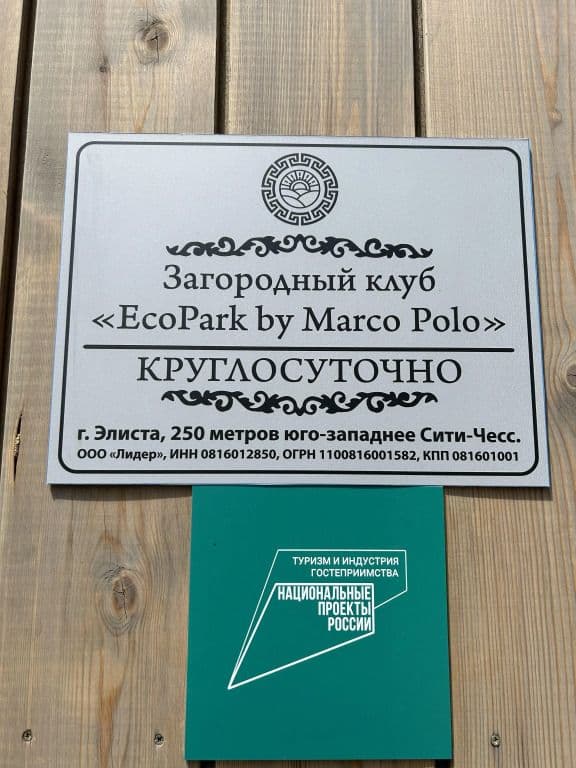 Загородный клуб
«EcoPark by Marco Polo»
КРУГЛОСУТОЧНО
г. Элиста, 250 метров юго-западнее Сити-Чесс.
ООО «Лидер», ИНН 0816012850, ОГРН 1100816001582, КПП 081601001
ТУРИЗМ И ИНДУСТРИЯ
ГОСТЕПРИИМСТВА
НАЦИОНАЛЬНЫЕ
ПРОЕКТЫ
РОССИИ